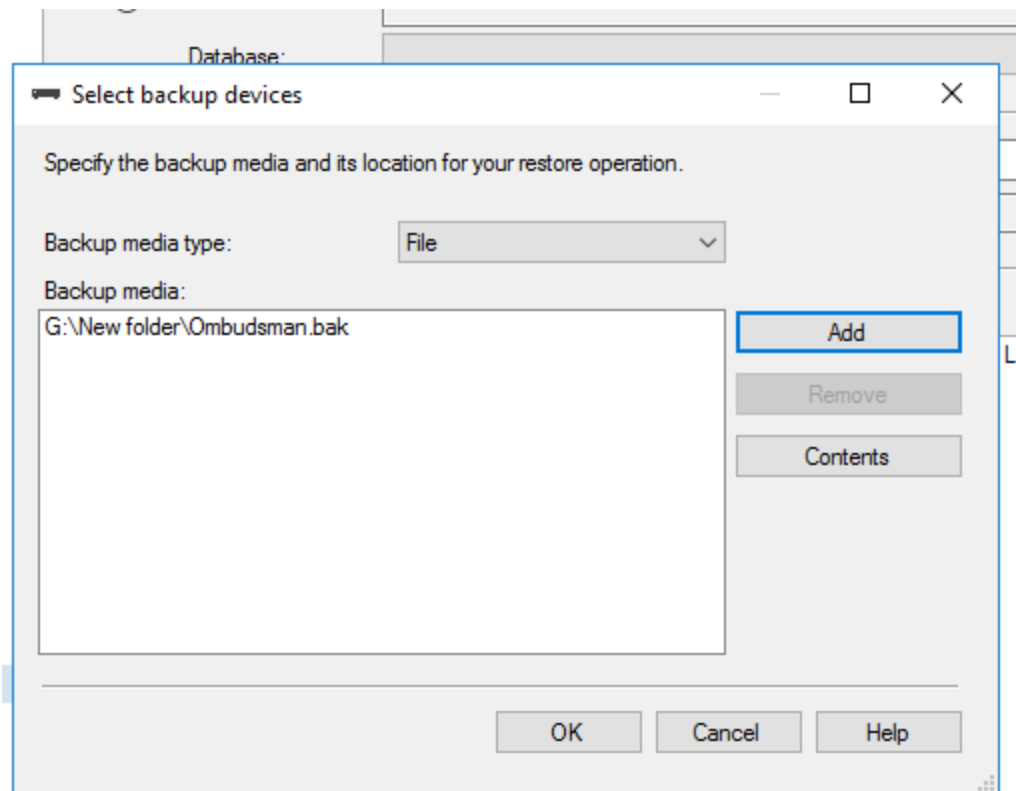 Database:
Select backup devices
Specify the backup media and its location for your restore operation.
Backup media type:
File
Backup media:
G:\New folder\Ombudsman.bak
Add
L
Remove
Contents
OK
Cancel
Help